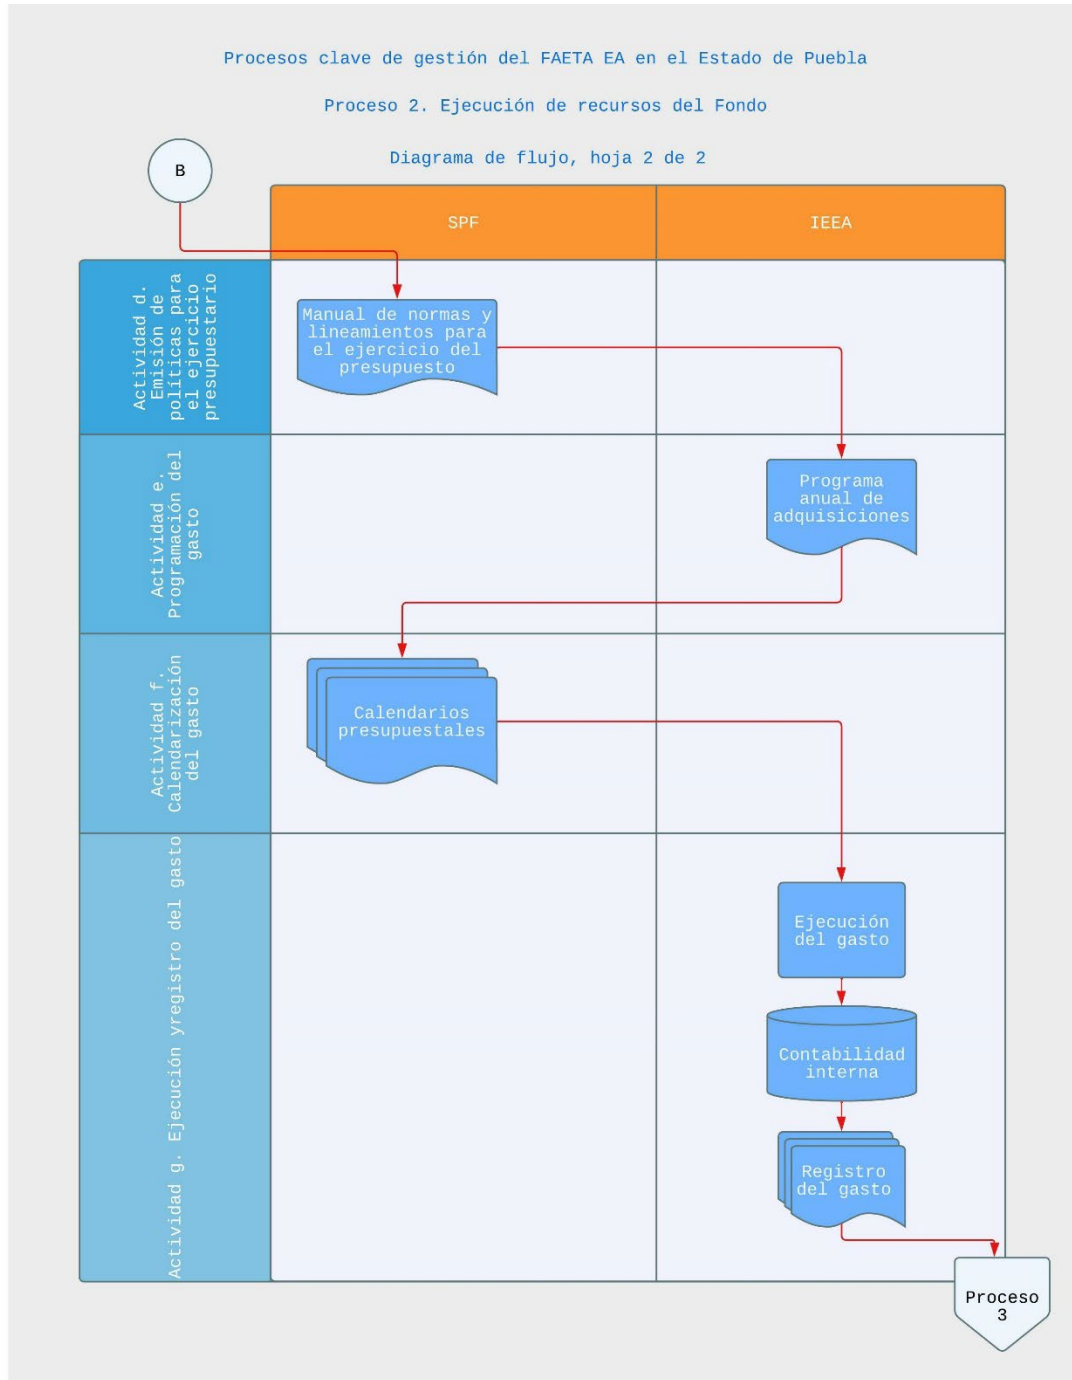 Procesos clave de gestión del FAETA EA en el Estado de Puebla
Proceso 2. Ejecución de recursos del Fondo
Diagrama de flujo, hoja 2 de 2
B
SPF
IEEA
Actividad d.
Emisión de
políticas para
el ejercicio
presupuestario
Manual de normas y
lineamientos para
el ejercicio del
presupuesto
Actividad e.
Programación del
gasto
Programa
anual de
adquisiciones
Actividad f.
Calendarización
del gasto
Calendarios
presupuestales
Actividad g. Ejecución yregistro del gasto
Ejecución
del gasto
Contabilidad
interna
Registro
del gasto
Proceso
3